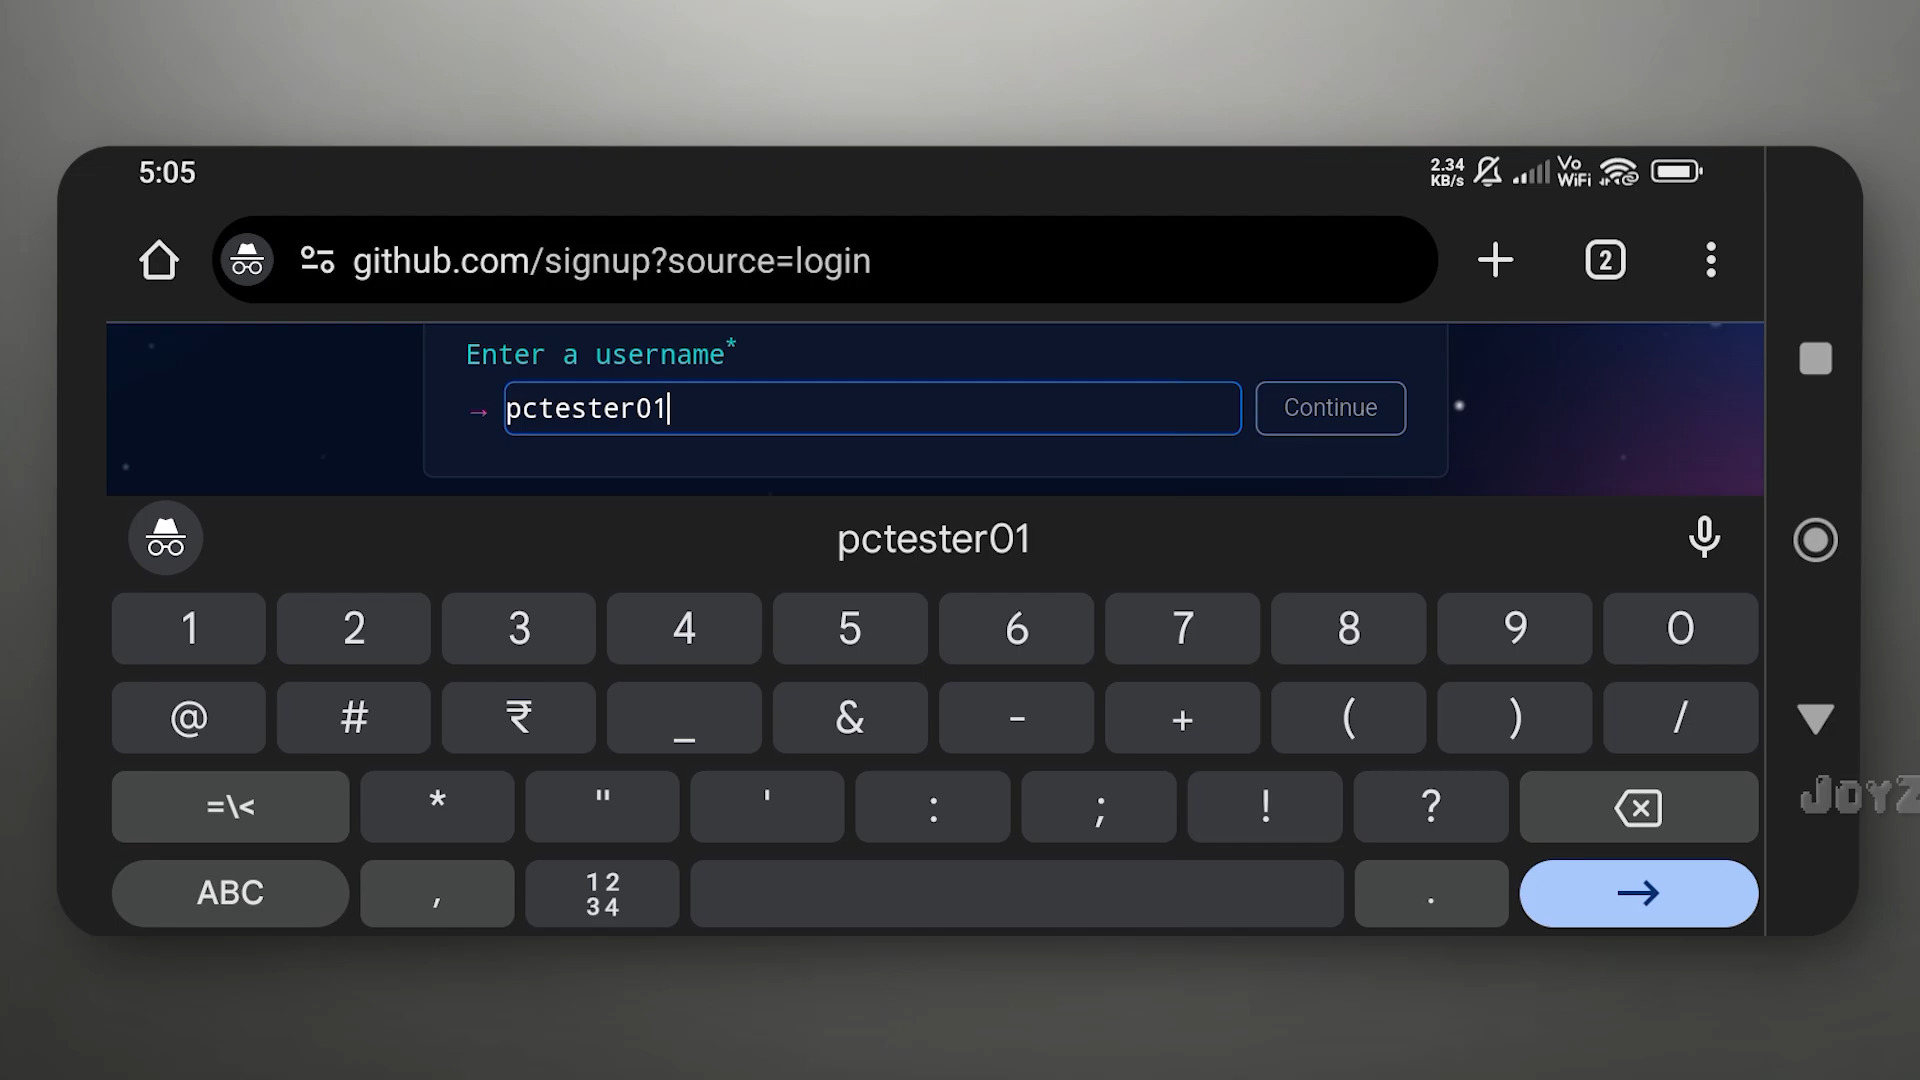 5:05
2.34 KB/s Vo WiFi
github.com/signup?source=login
2
Enter a username*
→ pctester01 Continue
pctester01
1 2 3 4 5 6 7 8 9 0
@ # ₹ _ & - + ( ) /
=\< * " ' : ; ! ?
ABC , 12 34 .
JoyZ